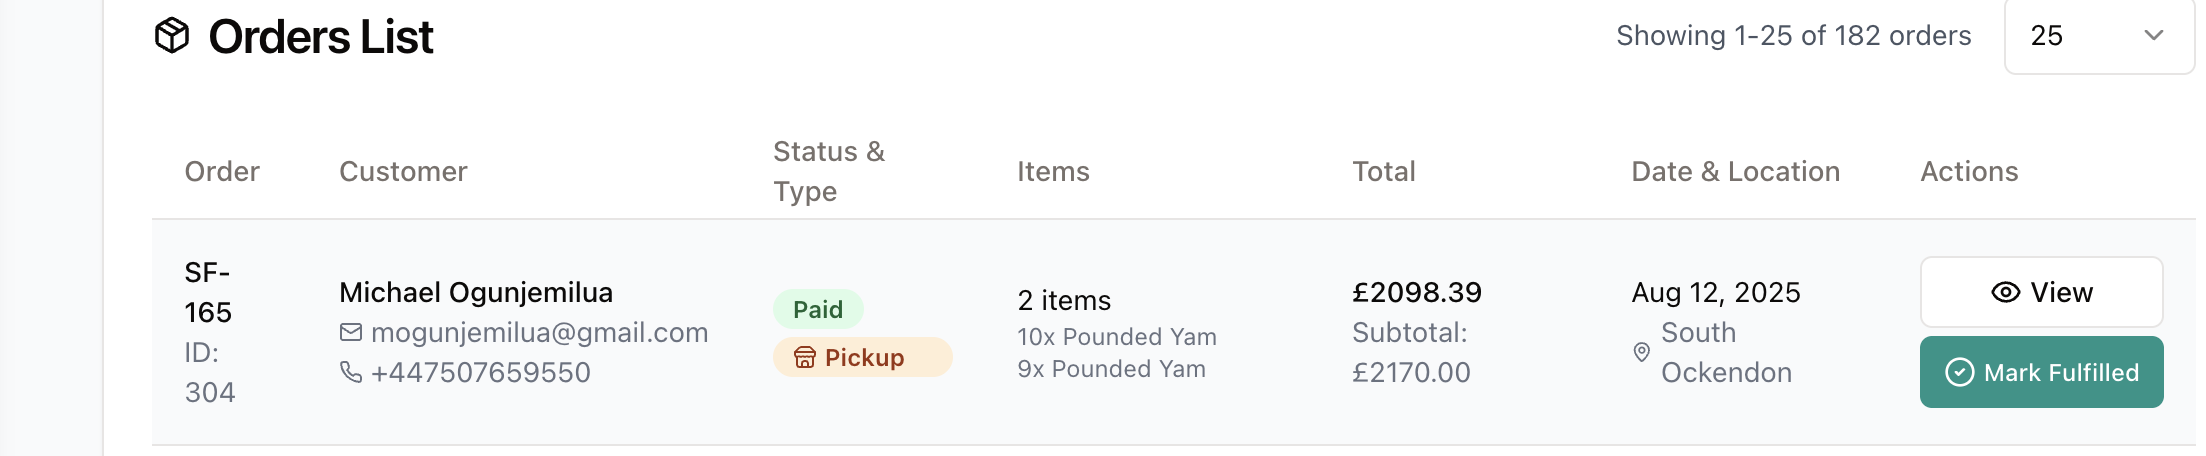 Orders List
Showing 1-25 of 182 orders
25
Order
Customer
Status &
Type
Items
Total
Date & Location
Actions
SF-
165
ID:
304
Michael Ogunjemilua
mogunjemilua@gmail.com
+447507659550
Paid
Pickup
2 items
10x Pounded Yam
9x Pounded Yam
£2098.39
Subtotal:
£2170.00
Aug 12, 2025
South
Ockendon
View
Mark Fulfilled